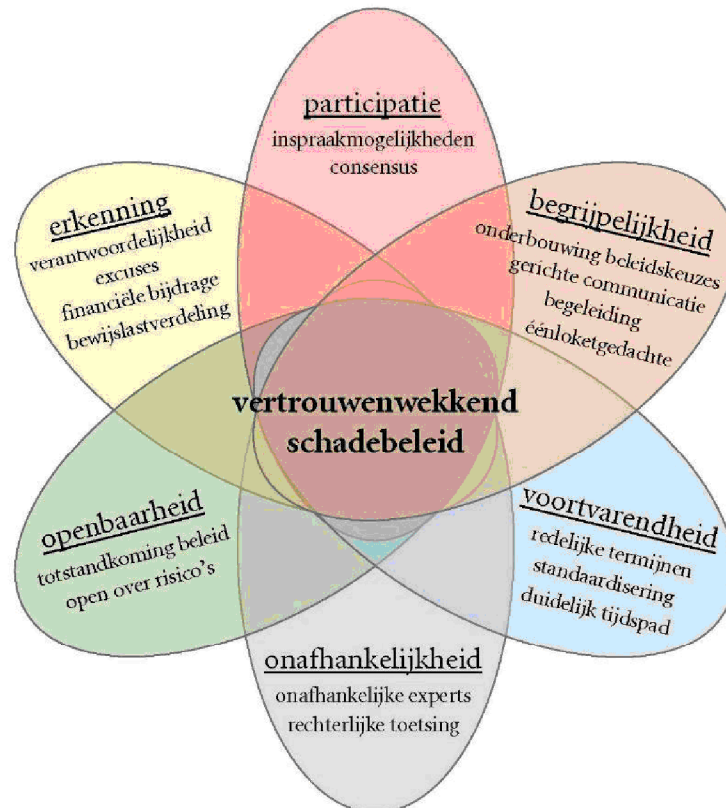 participatie
inspraakmogelijkheden
consensus
erkenning
verantwoordelijkheid
excuses
financiële bijdrage
bewijslastverdeling
begrijpelijkheid
onderbouwing beleidskeuzes
gerichte communicatie
begeleiding
éénloketgedachte
vertrouwenwekkend
schadebeleid
openbaarheid
totstandkoming beleid
open over risico's
voortvarendheid
redelijke termijnen
standaardisering
duidelijk tijdspad
onafhankelijkheid
onafhankelijke experts
rechterlijke toetsing